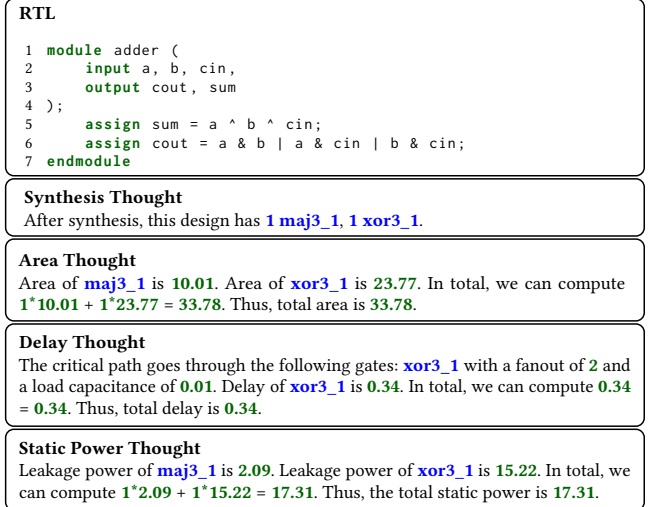 RTL
1 module adder (
2     input a, b, cin,
3     output cout, sum
4 );
5     assign sum = a ^ b ^ cin;
6     assign cout = a & b | a & cin | b & cin;
7 endmodule
Synthesis Thought
After synthesis, this design has 1 maj3_1, 1 xor3_1.
Area Thought
Area of maj3_1 is 10.01. Area of xor3_1 is 23.77. In total, we can compute
1*10.01 + 1*23.77 = 33.78. Thus, total area is 33.78.
Delay Thought
The critical path goes through the following gates: xor3_1 with a fanout of 2 and
a load capacitance of 0.01. Delay of xor3_1 is 0.34. In total, we can compute 0.34
= 0.34. Thus, total delay is 0.34.
Static Power Thought
Leakage power of maj3_1 is 2.09. Leakage power of xor3_1 is 15.22. In total, we
can compute 1*2.09 + 1*15.22 = 17.31. Thus, the total static power is 17.31.